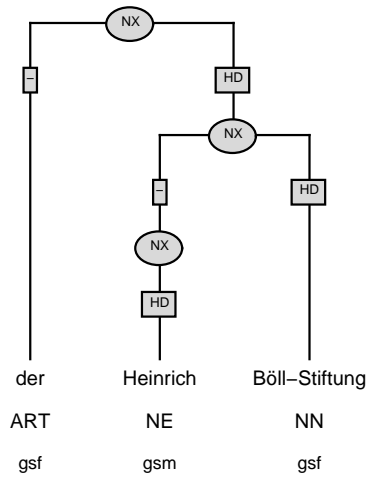 NX
– HD
NX
– HD
NX
HD
der Heinrich Böll–Stiftung
ART NE NN
gsf gsm gsf